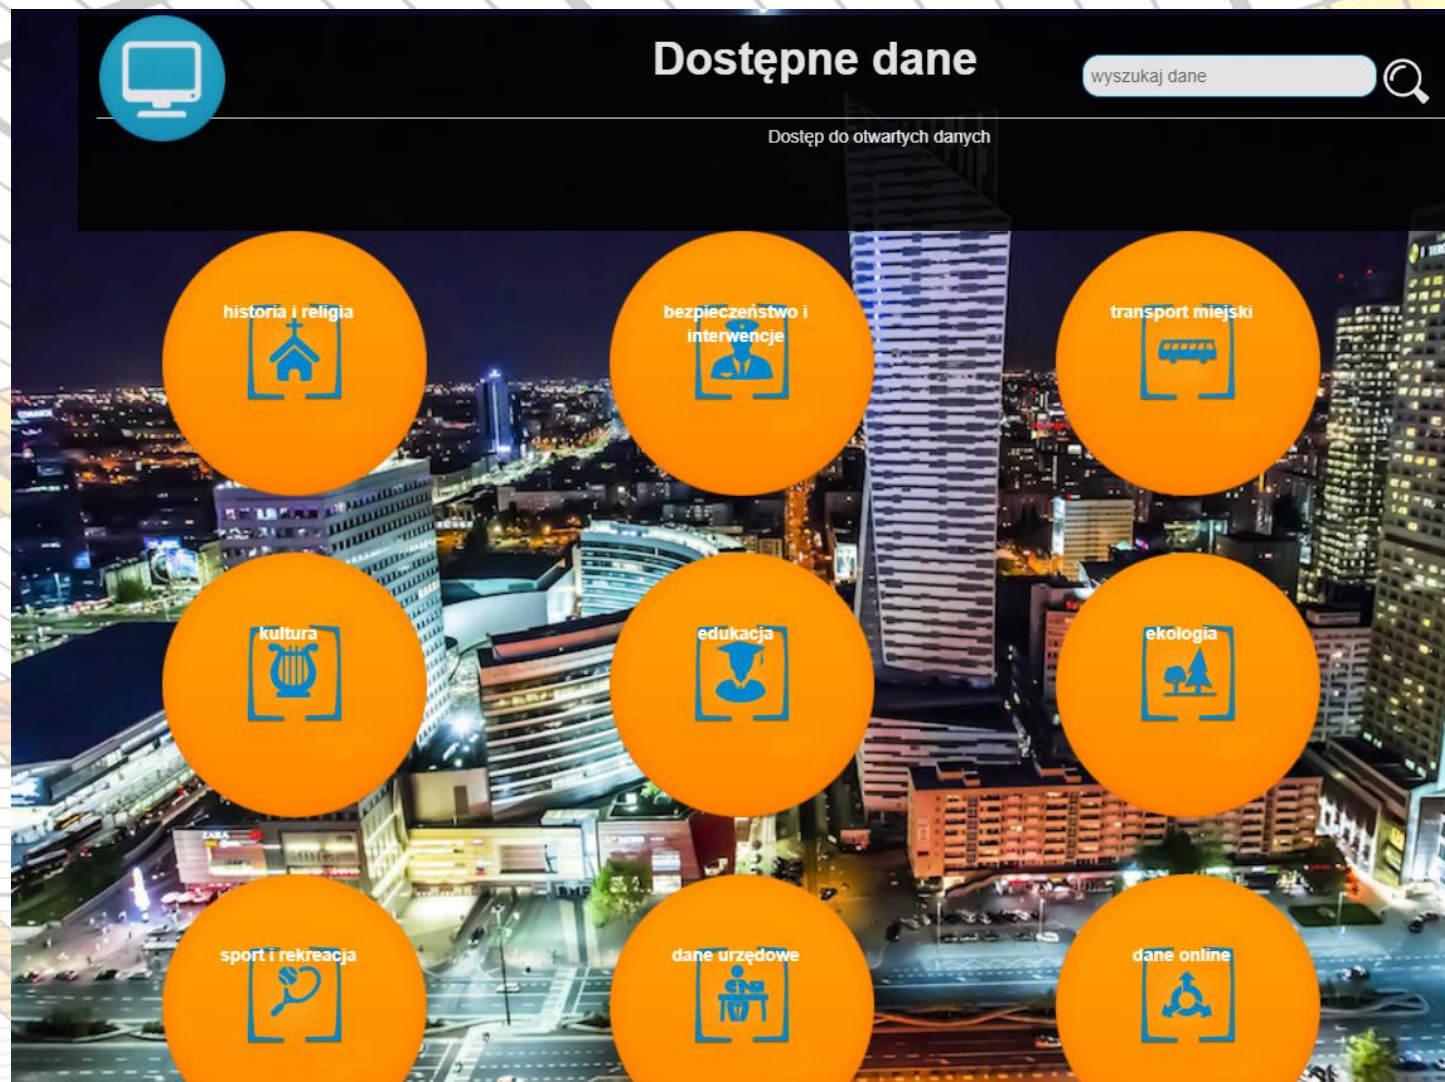 Dostępne dane
wyszukaj dane
Dostęp do otwartych danych
historia i religia
bezpieczeństwo i
interwencje
transport miejski
kultura
edukacja
ekologia
ZARA
sport i rekreacja
dane urzędowe
dane online